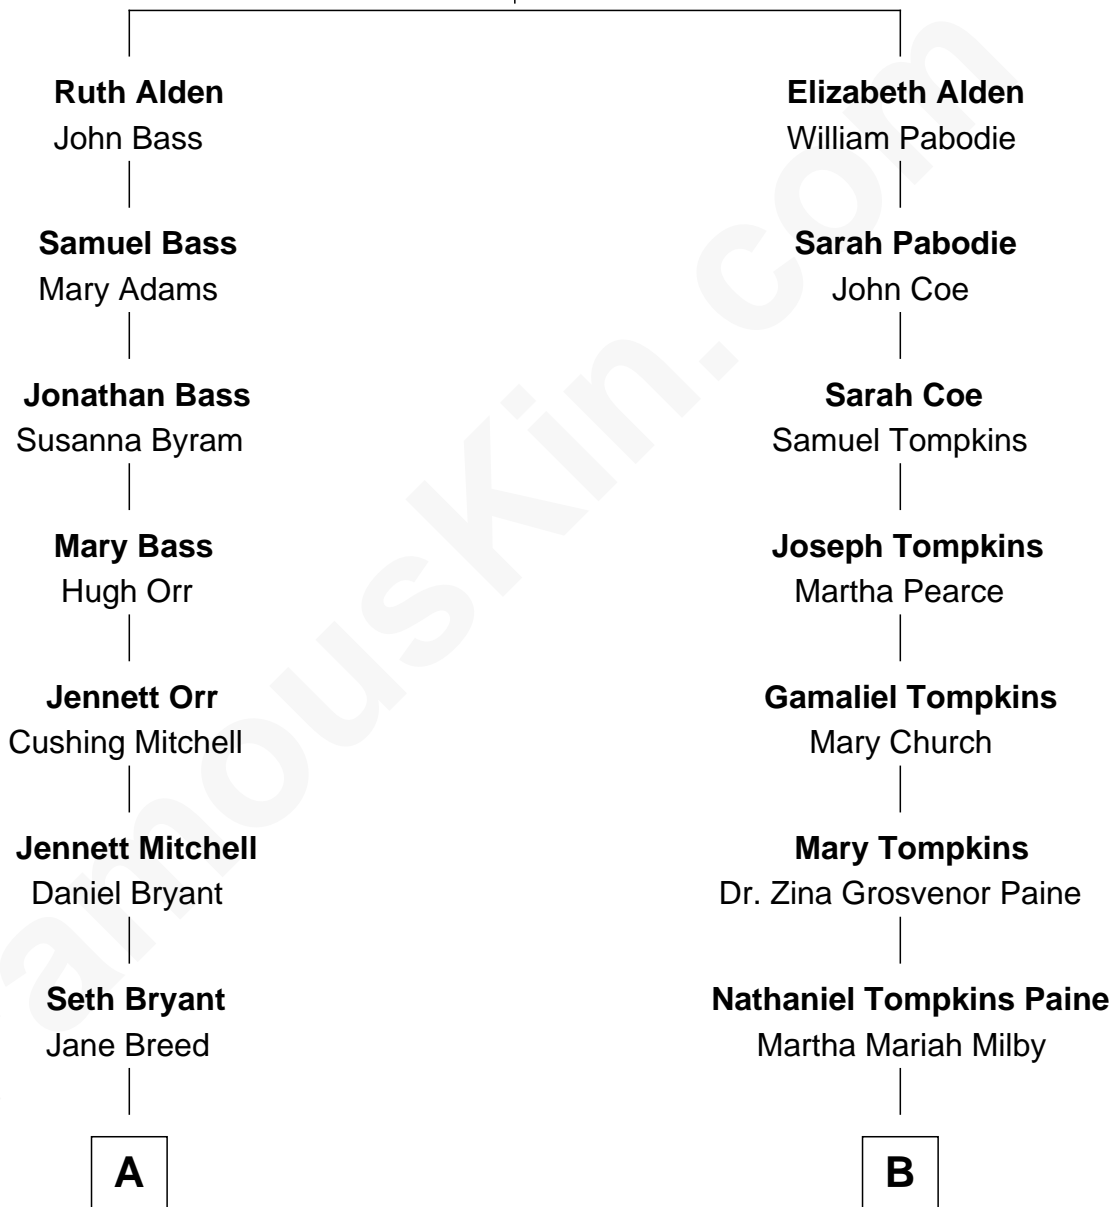 Ruth Alden
John Bass
Elizabeth Alden
William Pabodie
Samuel Bass
Mary Adams
Sarah Pabodie
John Coe
Jonathan Bass
Susanna Byram
Sarah Coe
Samuel Tompkins
Mary Bass
Hugh Orr
Joseph Tompkins
Martha Pearce
Jennett Orr
Cushing Mitchell
Gamaliel Tompkins
Mary Church
Jennett Mitchell
Daniel Bryant
Mary Tompkins
Dr. Zina Grosvenor Paine
Seth Bryant
Jane Breed
Nathaniel Tompkins Paine
Martha Mariah Milby
A
B
amouskin.com